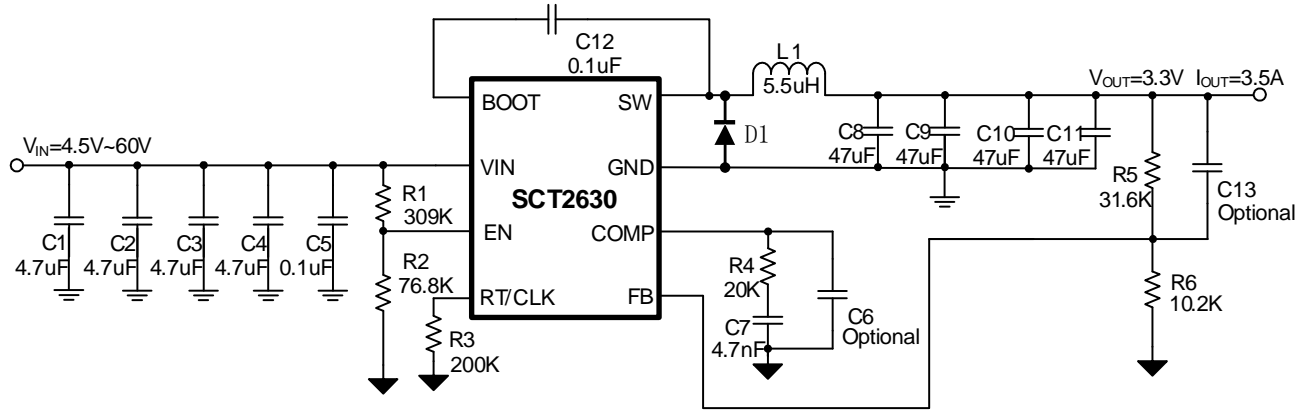 C12
0.1uF
L1
5.5uH
VOUT=3.3V
IOUT=3.5A
BOOT
SW
D1
C8
47uF
C9
47uF
C10
47uF
C11
47uF
VIN=4.5V~60V
VIN
GND
SCT2630
R1
309K
R5
31.6K
C13
Optional
C1
4.7uF
C2
4.7uF
C3
4.7uF
C4
4.7uF
C5
0.1uF
EN
COMP
R2
76.8K
R4
20K
RT/CLK
FB
R6
10.2K
C7
4.7nF
C6
Optional
R3
200K